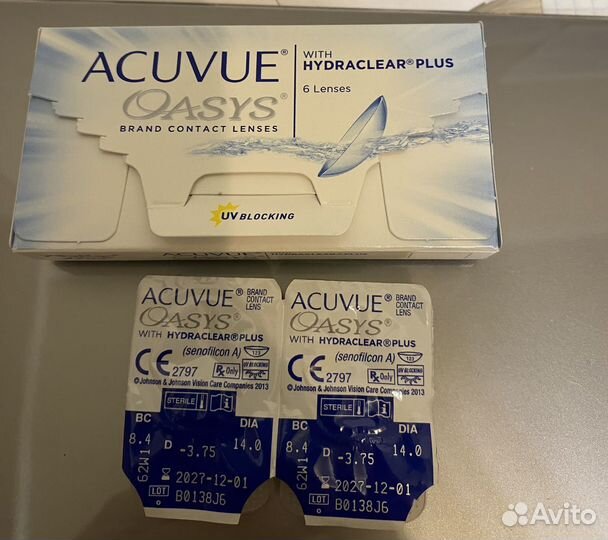 ACUVUE®
OASYS®
BRAND CONTACT LENSES
WITH
HYDRACLEAR® PLUS
6 Lenses
UV BLOCKING
ACUVUE
OASYS
ACUVUE®
BRAND
CONTACT
LENS
OASYS®
WITH HYDRACLEAR® PLUS
(senofilcon A)
123
CE 2797
Rx Only
UV BLOCKING
© Johnson & Johnson Vision Care Companies 2013
STERILE
BC
DIA
8.4
D -3.75
14.0
62W1
2027-12-01
LOT
B0138J6
ACUVUE®
BRAND
CONTACT
LENS
OASYS®
WITH HYDRACLEAR® PLUS
(senofilcon A)
123
CE 2797
Rx Only
UV BLOCKING
© Johnson & Johnson Vision Care Companies 2013
STERILE
BC
DIA
8.4
D -3.75
14.0
62W1
2027-12-01
LOT
B0138J6
Avito